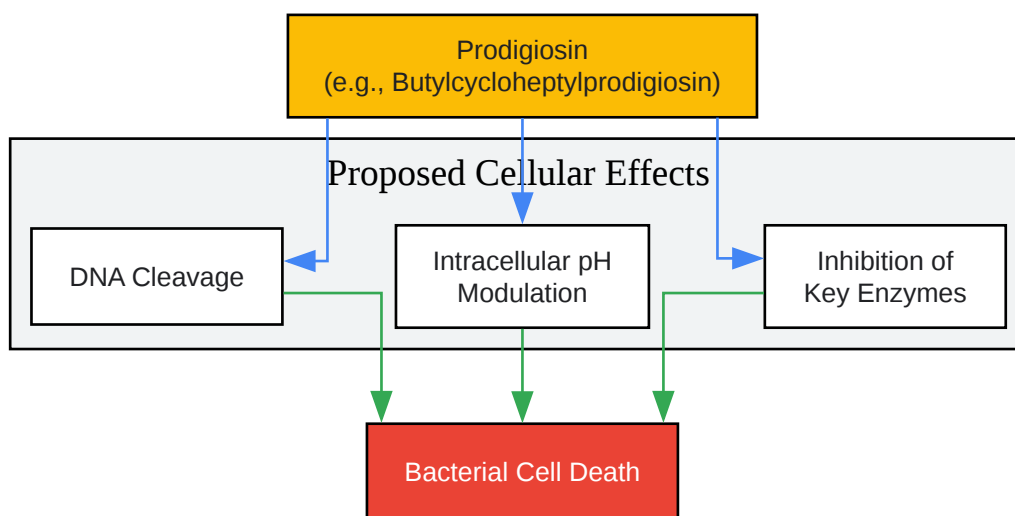 Prodigiosin
(e.g., Butylcycloheptylprodigiosin)
Proposed Cellular Effects
DNA Cleavage
Intracellular pH
Modulation
Inhibition of
Key Enzymes
Bacterial Cell Death